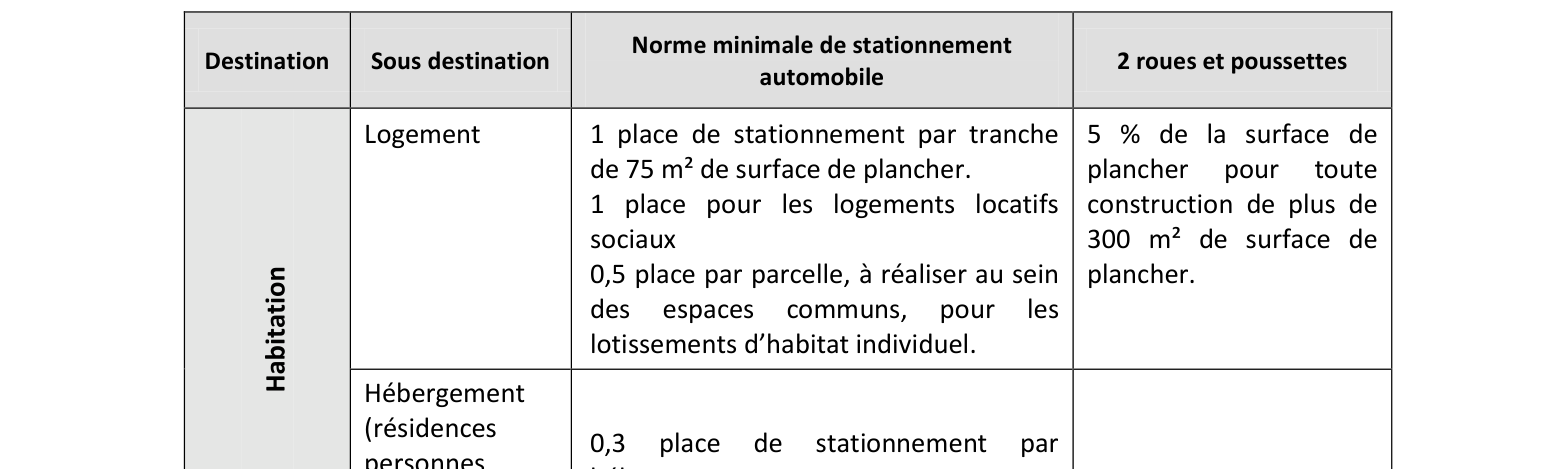 Destination
Sous destination
Norme minimale de stationnement
automobile
2 roues et poussettes
Habitation
Logement
1 place de stationnement par tranche
de 75 m² de surface de plancher.
1 place pour les logements locatifs
sociaux
0,5 place par parcelle, à réaliser au sein
des espaces communs, pour les
lotissements d’habitat individuel.
5 % de la surface de
plancher pour toute
construction de plus de
300 m² de surface de
plancher.
Hébergement
(résidences
personnes
0,3 place de stationnement par